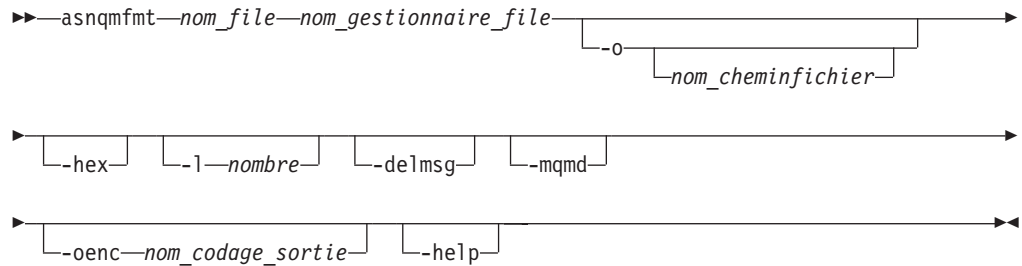 asnqmfmt nom_file nom_gestionnaire_file
-o
nom_cheminfichier
-hex -l nombre -delmsg -mqmd
-oenc nom_codage_sortie -help